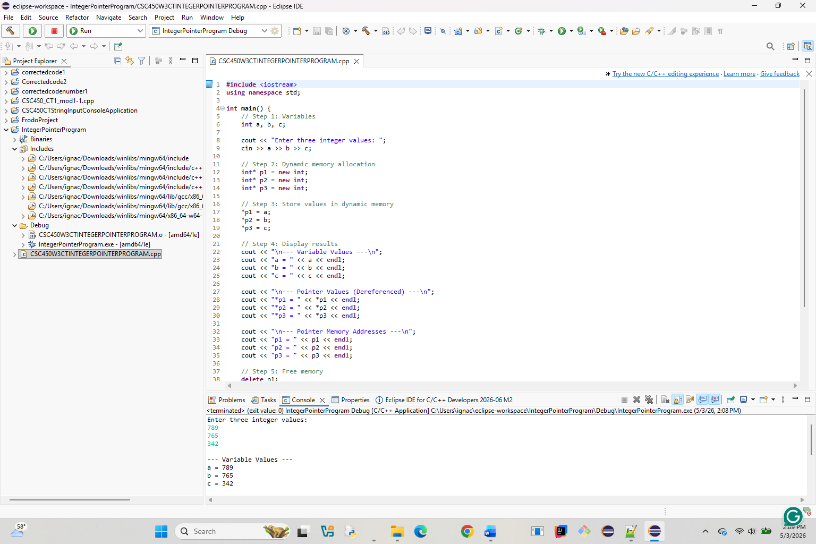 eclipse-workspace - IntegerPointerProgram/CSC450W3CTINTEGERPOINTERPROGRAM.cpp - Eclipse IDE
File Edit Source Refactor Navigate Search Project Run Window Help
Run
IntegerPointerProgram Debug
Project Explorer
correctedcode1
Correctedcode2
correctedcodenumber1
CSC450_CT1_mod1-1.cpp
CSC450CTStringInputConsoleApplication
FrodoProject
IntegerPointerProgram
Binaries
Includes
C:/Users/ignac/Downloads/winlibs/mingw64/include
C:/Users/ignac/Downloads/winlibs/mingw64/include/c++
C:/Users/ignac/Downloads/winlibs/mingw64/include/c++
C:/Users/ignac/Downloads/winlibs/mingw64/include/c++
C:/Users/ignac/Downloads/winlibs/mingw64/lib/gcc/x86_
C:/Users/ignac/Downloads/winlibs/mingw64/lib/gcc/x86_
C:/Users/ignac/Downloads/winlibs/mingw64/x86_64-w64-
Debug
CSC450W3CTINTEGERPOINTERPROGRAM.o - [amd64/le]
IntegerPointerProgram.exe - [amd64/le]
CSC450W3CTINTEGERPOINTERPROGRAM.cpp
CSC450W3CTINTEGERPOINTERPROGRAM.cpp
Try the new C/C++ editing experience - Learn more - Give feedback
1 #include <iostream>
2 using namespace std;
3
4 int main() {
5 // Step 1: Variables
6 int a, b, c;
7
8 cout << "Enter three integer values: ";
9 cin >> a >> b >> c;
10
11 // Step 2: Dynamic memory allocation
12 int* p1 = new int;
13 int* p2 = new int;
14 int* p3 = new int;
15
16 // Step 3: Store values in dynamic memory
17 *p1 = a;
18 *p2 = b;
19 *p3 = c;
20
21 // Step 4: Display results
22 cout << "\n--- Variable Values ---\n";
23 cout << "a = " << a << endl;
24 cout << "b = " << b << endl;
25 cout << "c = " << c << endl;
26
27 cout << "\n--- Pointer Values (Dereferenced) ---\n";
28 cout << "*p1 = " << *p1 << endl;
29 cout << "*p2 = " << *p2 << endl;
30 cout << "*p3 = " << *p3 << endl;
31
32 cout << "\n--- Pointer Memory Addresses ---\n";
33 cout << "p1 = " << p1 << endl;
34 cout << "p2 = " << p2 << endl;
35 cout << "p3 = " << p3 << endl;
36
37 // Step 5: Free memory
38 delete p1;
Problems Tasks Console Properties Eclipse IDE for C/C++ Developers 2026-06 M2
<terminated> (exit value: 0) IntegerPointerProgram Debug [C/C++ Application] C:\Users\ignac\eclipse-workspace\IntegerPointerProgram\Debug\IntegerPointerProgram.exe (5/3/26, 2:08 PM)
Enter three integer values:
789
765
342
--- Variable Values ---
a = 789
b = 765
c = 342
58°
Search
PM
5/3/2026